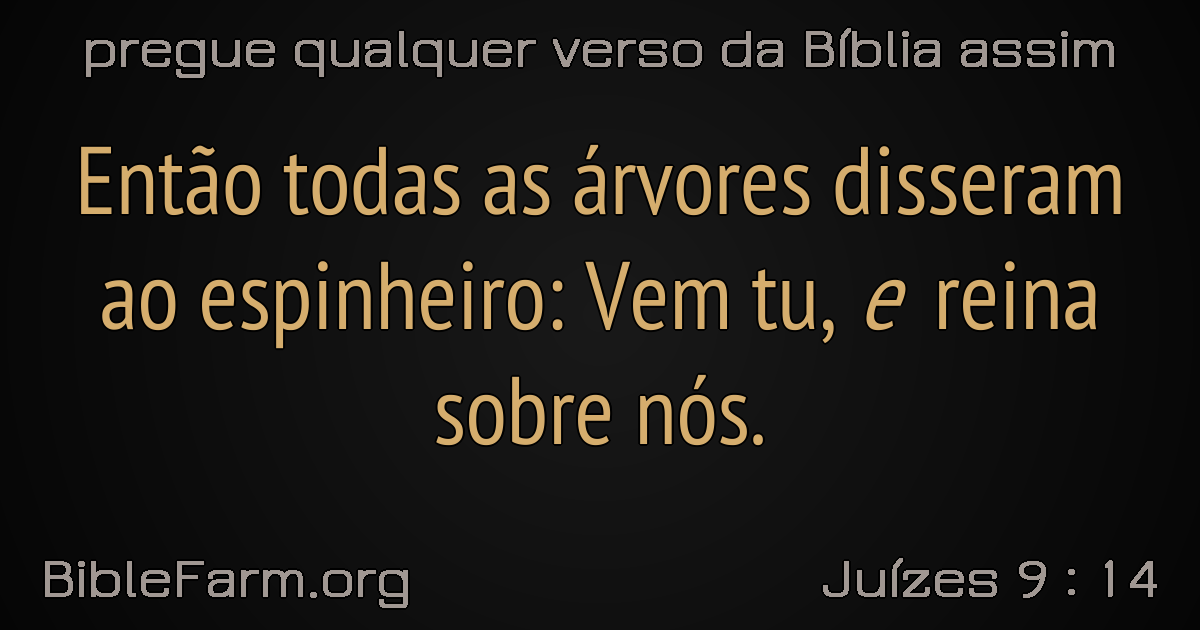 pregue qualquer verso da Bíblia assim
Então todas as árvores disseram
ao espinheiro: Vem tu, e reina
sobre nós.
BibleFarm.org
Juízes 9 : 14